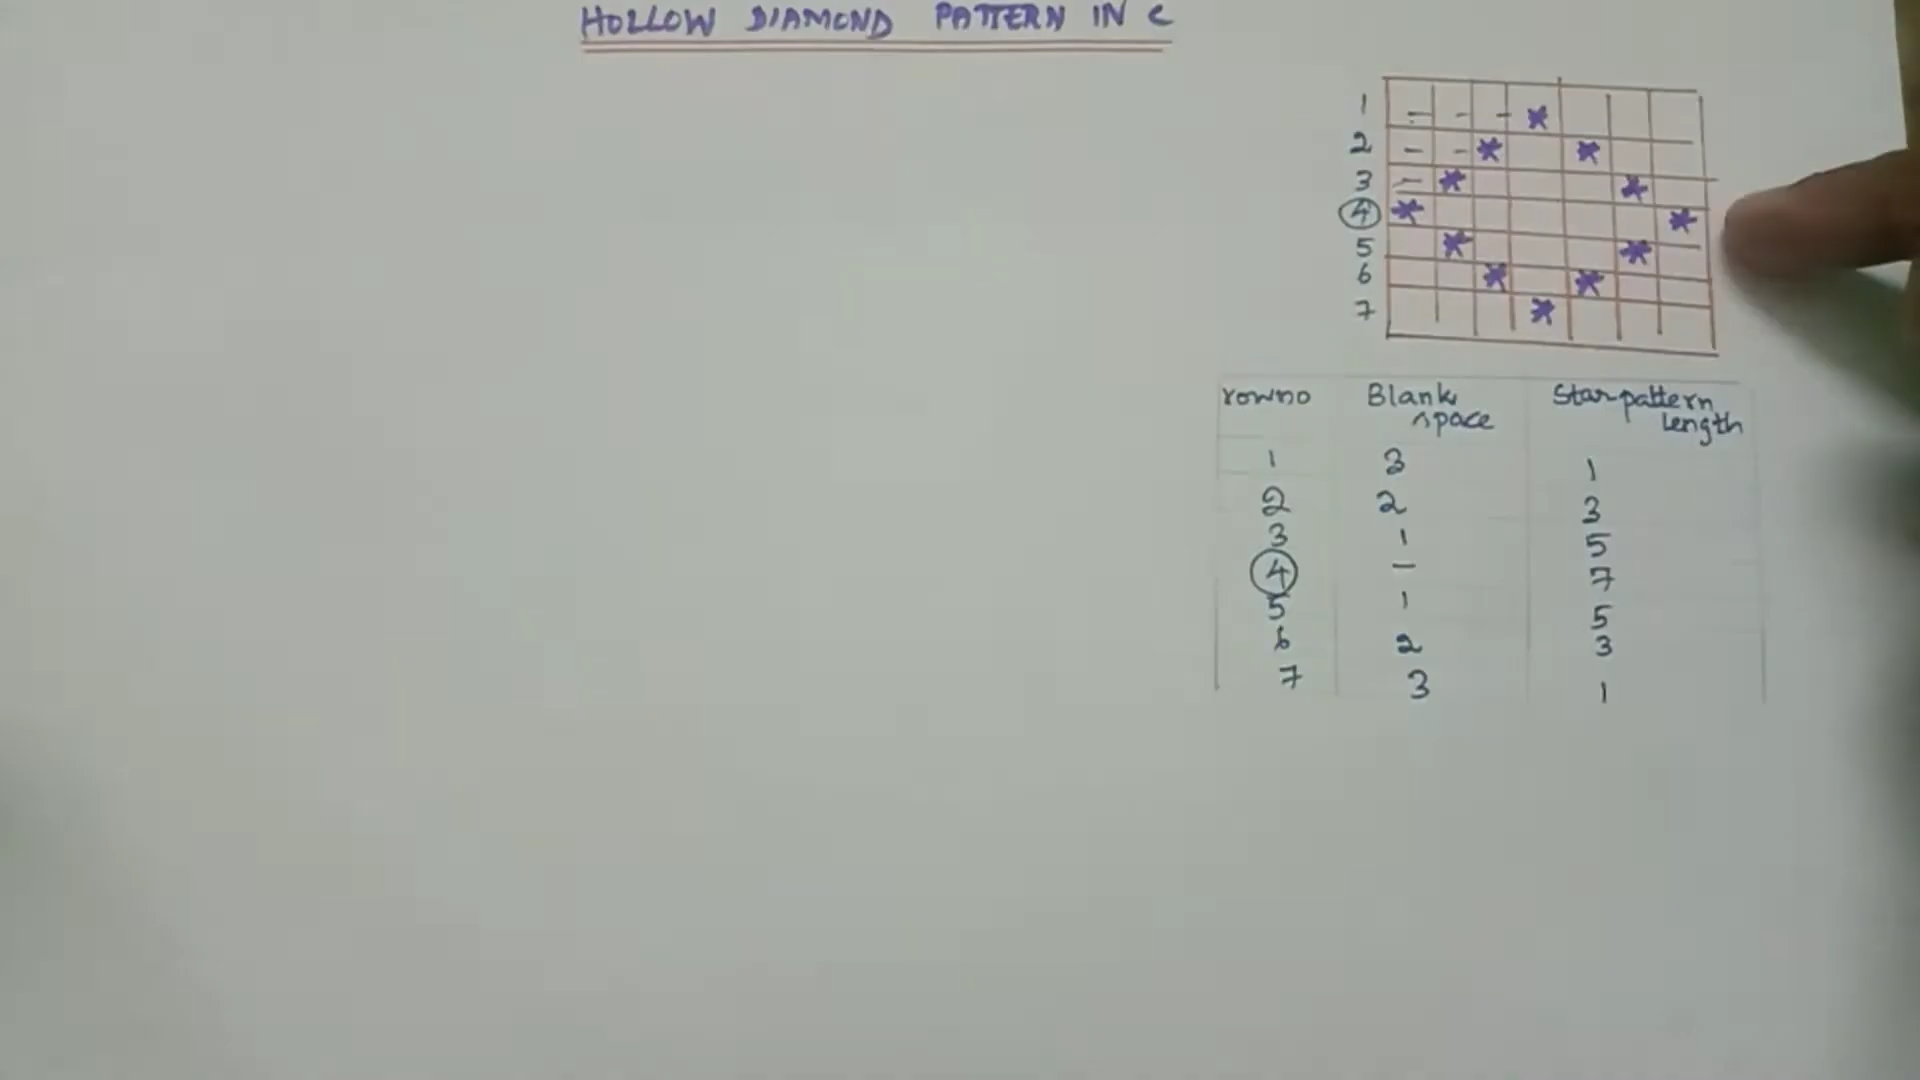 HOLLOW DIAMOND PATTERN IN C
1 - - - *
2 - - * *
3 - * *
4 * *
5 * *
6 * *
7 *
rowno Blank space Star pattern length
1 3 1
2 2 3
3 1 5
4 - 7
5 1 5
6 2 3
7 3 1